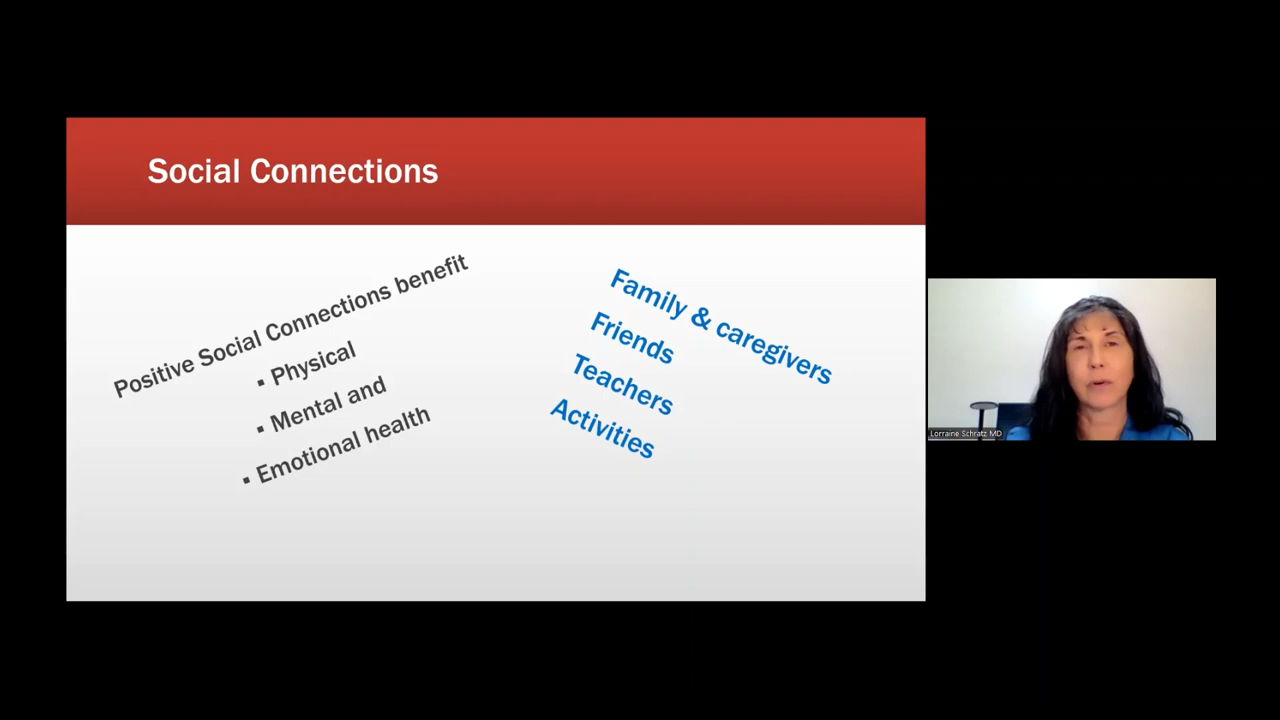 Social Connections
Positive Social Connections benefit
▪ Physical
▪ Mental and
▪ Emotional health
Family & caregivers
Friends
Teachers
Activities
Lorraine Schratz MD